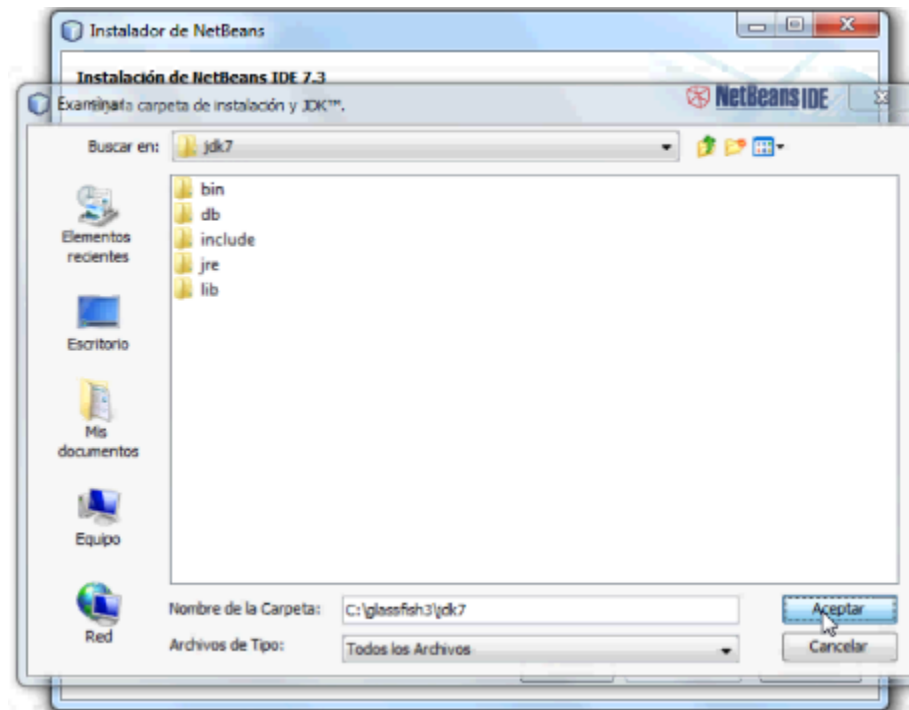 Instalador de NetBeans
Instalación de NetBeans IDE 7.3
Examinar
carpeta de instalación y JDK™.
NetBeans IDE
Buscar en:
jdk7
bin
db
include
jre
lib
Elementos recientes
Escritorio
Mis documentos
Equipo
Red
Nombre de la Carpeta:
C:\glassfish3\jdk7
Aceptar
Archivos de Tipo:
Todos los Archivos
Cancelar